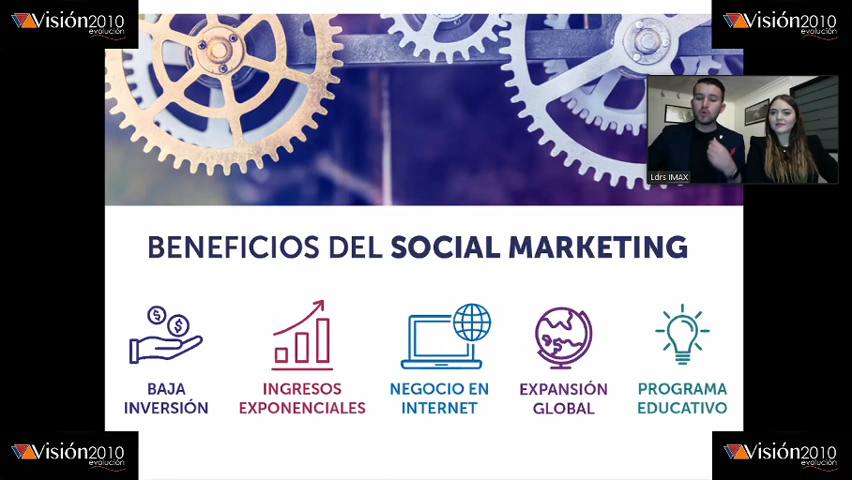 Visión2010
evolución
Visión2010
evolución
Ldrs IMAX
BENEFICIOS DEL SOCIAL MARKETING
$
$
BAJA
INVERSIÓN
INGRESOS
EXPONENCIALES
NEGOCIO EN
INTERNET
EXPANSIÓN
GLOBAL
PROGRAMA
EDUCATIVO
Visión2010
evolución
Visión2010
evolución